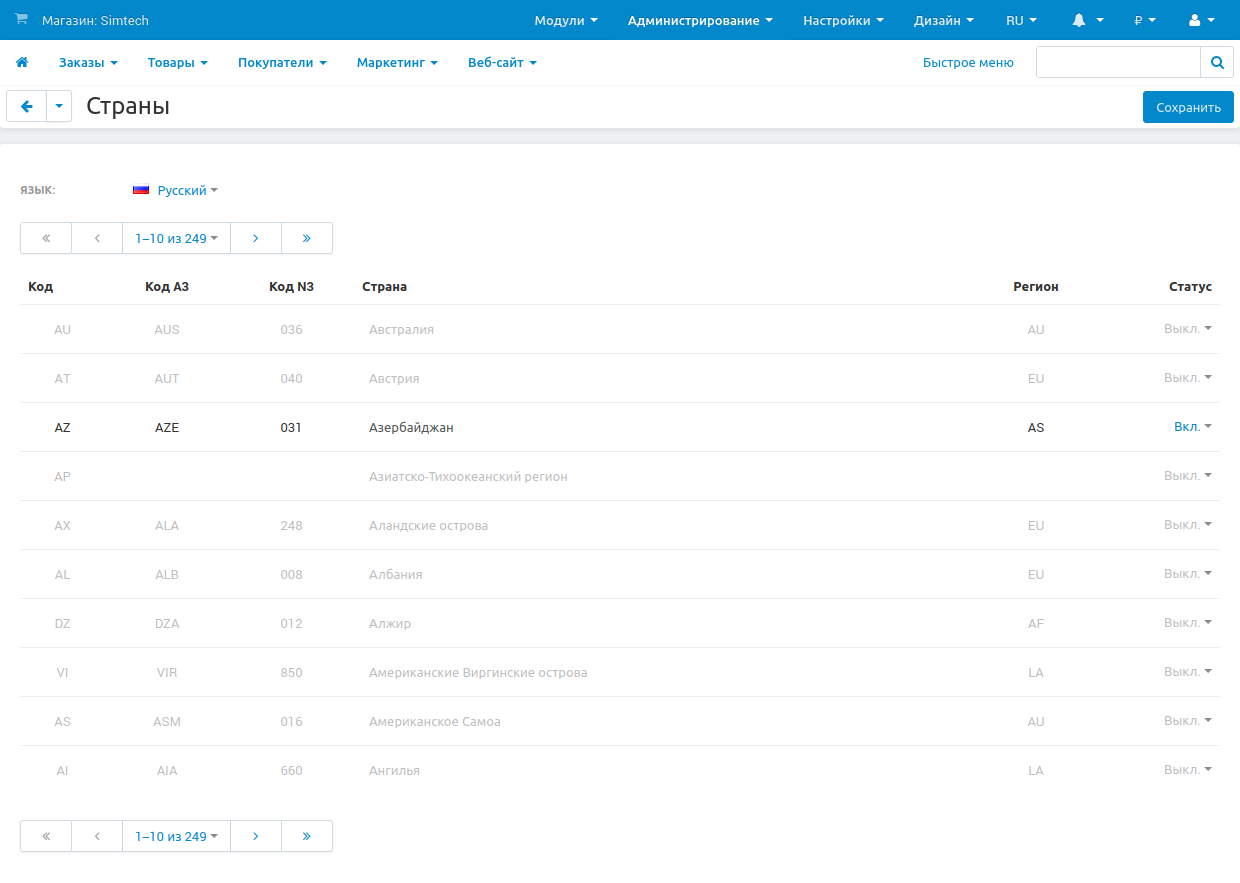 Магазин: Simtech Модули Администрирование Настройки Дизайн RU ₽
Заказы Товары Покупатели Маркетинг Веб-сайт Быстрое меню
Страны Сохранить
ЯЗЫК: Русский
« ‹ 1–10 из 249 › »
Код Код A3 Код N3 Страна Регион Статус
AU AUS 036 Австралия AU Выкл.
AT AUT 040 Австрия EU Выкл.
AZ AZE 031 Азербайджан AS Вкл.
AP Азиатско-Тихоокеанский регион Выкл.
AX ALA 248 Аландские острова EU Выкл.
AL ALB 008 Албания EU Выкл.
DZ DZA 012 Алжир AF Выкл.
VI VIR 850 Американские Виргинские острова LA Выкл.
AS ASM 016 Американское Самоа AU Выкл.
AI AIA 660 Ангилья LA Выкл.
« ‹ 1–10 из 249 › »